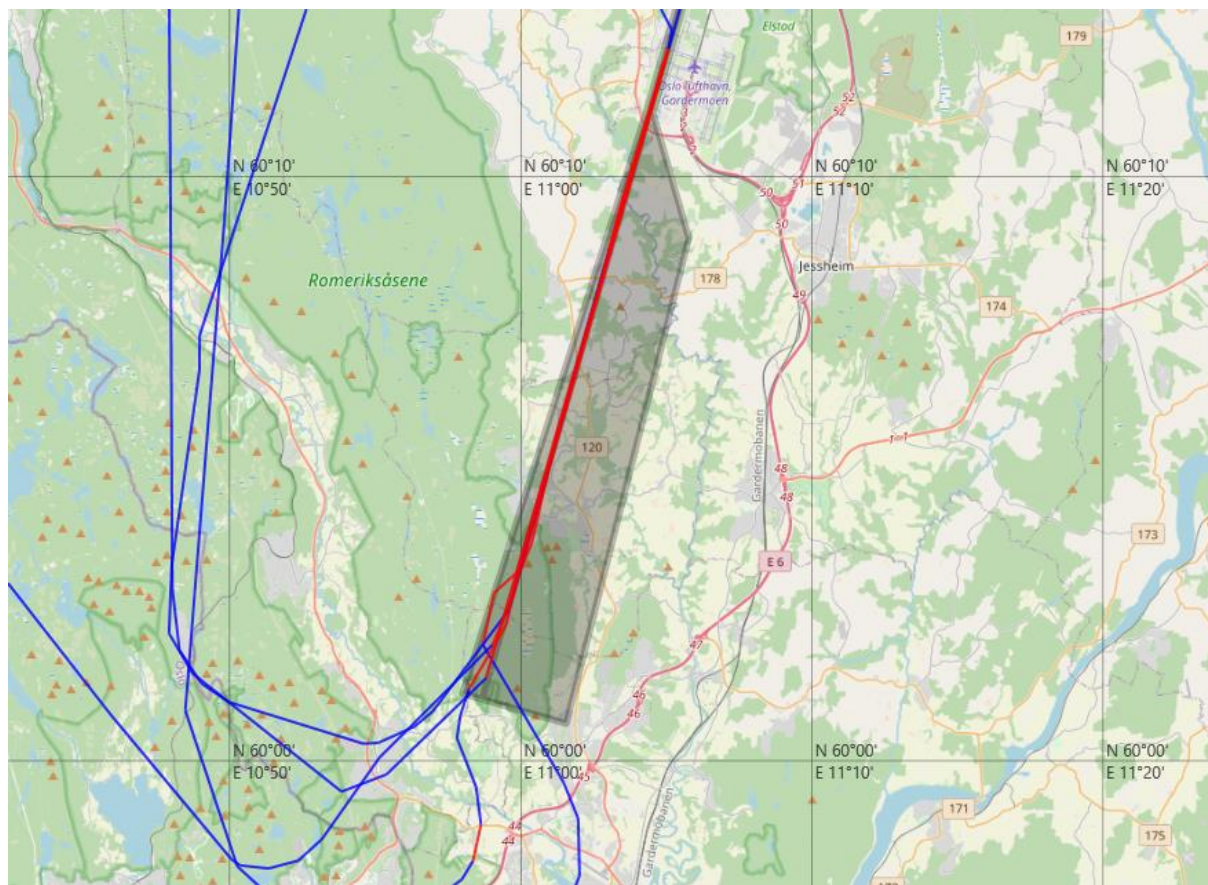 Elstad
179
Oslo lufthavn,
Gardermoen
52
52
N 60°10'
E 10°50'
N 60°10'
E 11°00'
N 60°10'
E 11°10'
N 60°10'
E 11°20'
50
51
50
Romeriksåsene
178
Jessheim
49
174
120
1 1
48
48
Gardermobanen
173
E 6
47
46
46
N 60°00'
E 10°50'
N 60°00'
E 11°00'
N 60°00'
E 11°10'
N 60°00'
E 11°20'
45
44
44
Gardermobanen
171
175